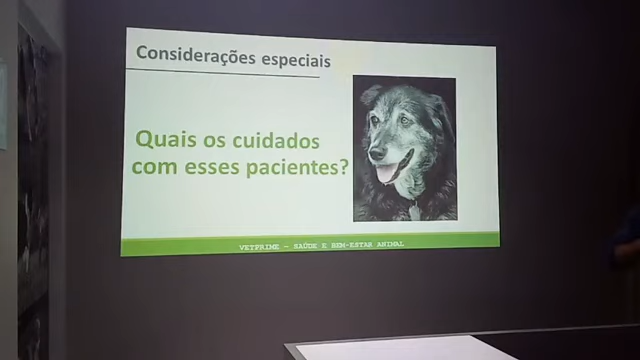 Considerações especiais
Quais os cuidados
com esses pacientes?
VETPRIME – SAÚDE E BEM-ESTAR ANIMAL